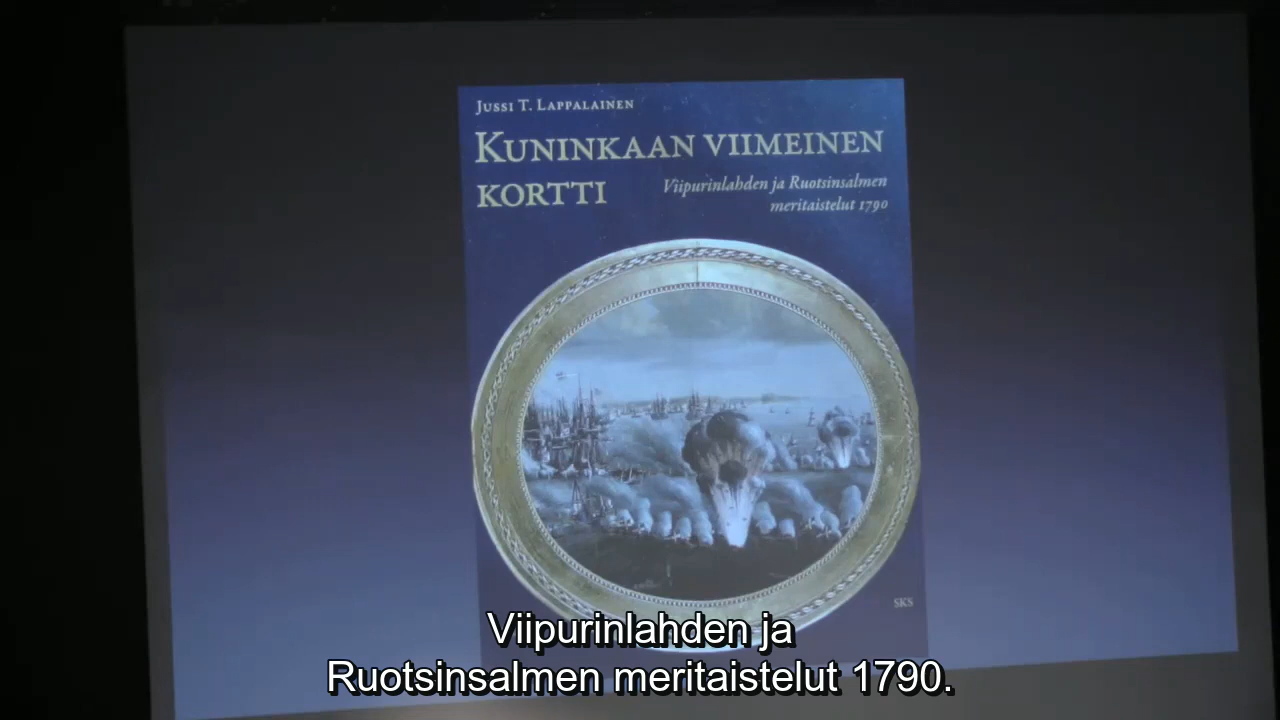 Jussi T. Lappalainen
Kuninkaan viimeinen
kortti
Viipurinlahden ja Ruotsinsalmen
meritaistelut 1790
SKS
Viipurinlahden ja
Ruotsinsalmen meritaistelut 1790.